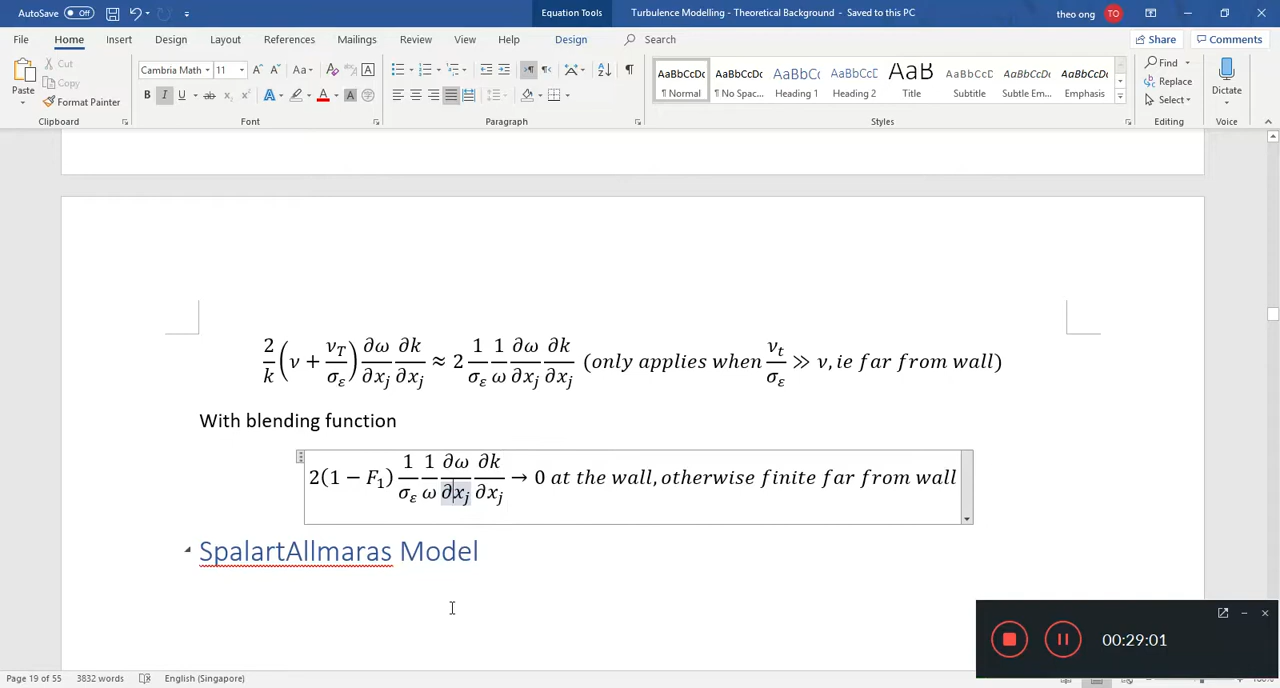 AutoSave Off Equation Tools Turbulence Modelling - Theoretical Background - Saved to this PC theo ong TO
File Home Insert Design Layout References Mailings Review View Help Design Search Share Comments
Paste Cut Copy Format Painter
Cambria Math 11 A A Aa A
B I U ab x x A A A
AaBbCcDc AaBbCcDc AaBbCc AaBbCcC AaB AaBbCcD AaBbCcDc AaBbCcDc
¶ Normal ¶ No Spac... Heading 1 Heading 2 Title Subtitle Subtle Em... Emphasis
Find Replace Select Dictate
Clipboard Font Paragraph Styles Editing Voice
2/k (ν + ν_T/σ_ε) ∂ω/∂x_j ∂k/∂x_j ≈ 2 1/σ_ε 1/ω ∂ω/∂x_j ∂k/∂x_j (only applies when ν_t/σ_ε ≫ ν, ie far from wall)
With blending function
2(1 − F_1) 1/σ_ε 1/ω ∂ω/∂x_j ∂k/∂x_j → 0 at the wall, otherwise finite far from wall
SpalartAllmaras Model
00:29:01
Page 19 of 55 3832 words English (Singapore)